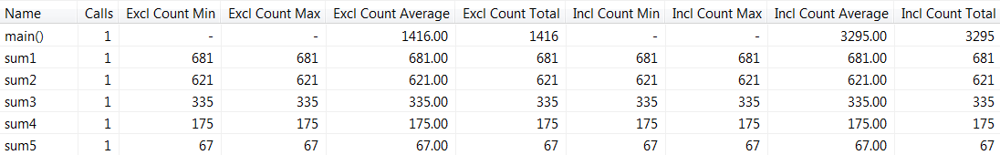 Name Calls Excl Count Min Excl Count Max Excl Count Average Excl Count Total Incl Count Min Incl Count Max Incl Count Average Incl Count Total
main() 1 - - 1416.00 1416 - - 3295.00 3295
sum1 1 681 681 681.00 681 681 681 681.00 681
sum2 1 621 621 621.00 621 621 621 621.00 621
sum3 1 335 335 335.00 335 335 335 335.00 335
sum4 1 175 175 175.00 175 175 175 175.00 175
sum5 1 67 67 67.00 67 67 67 67.00 67